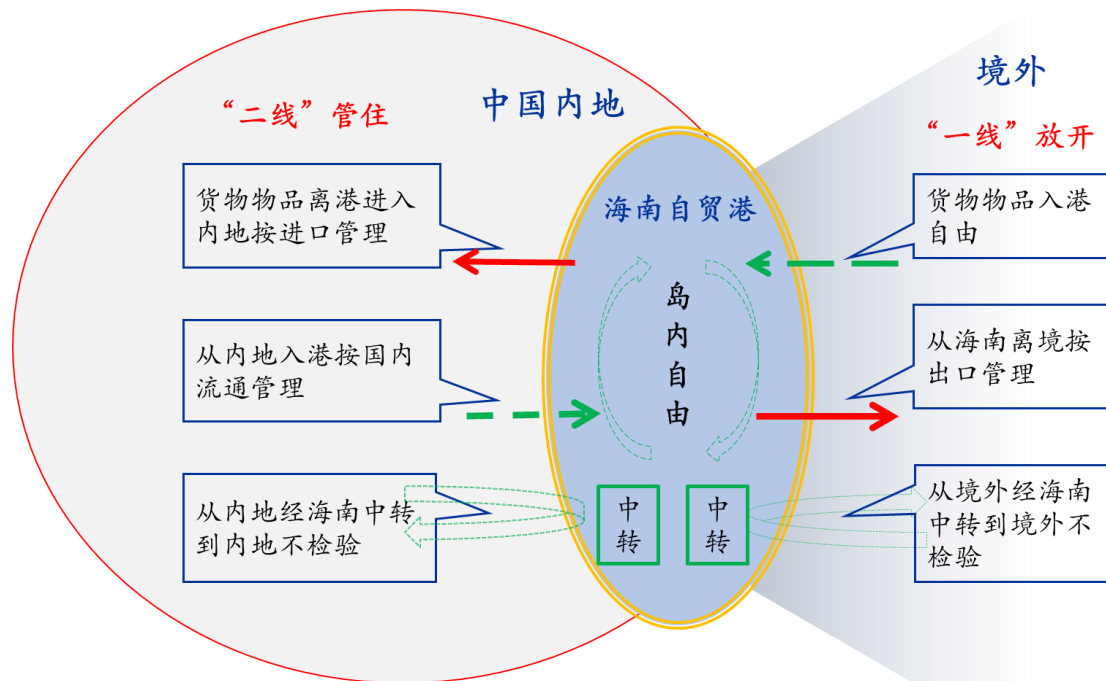 中国内地
境外
“二线”管住
“一线”放开
货物物品离港进入
内地按进口管理
海南自贸港
货物物品入港
自由
岛
内
自
由
从内地入港按国内
流通管理
从海南离境按
出口管理
从内地经海南中转
到内地不检验
中
转
中
转
从境外经海南
中转到境外不
检验